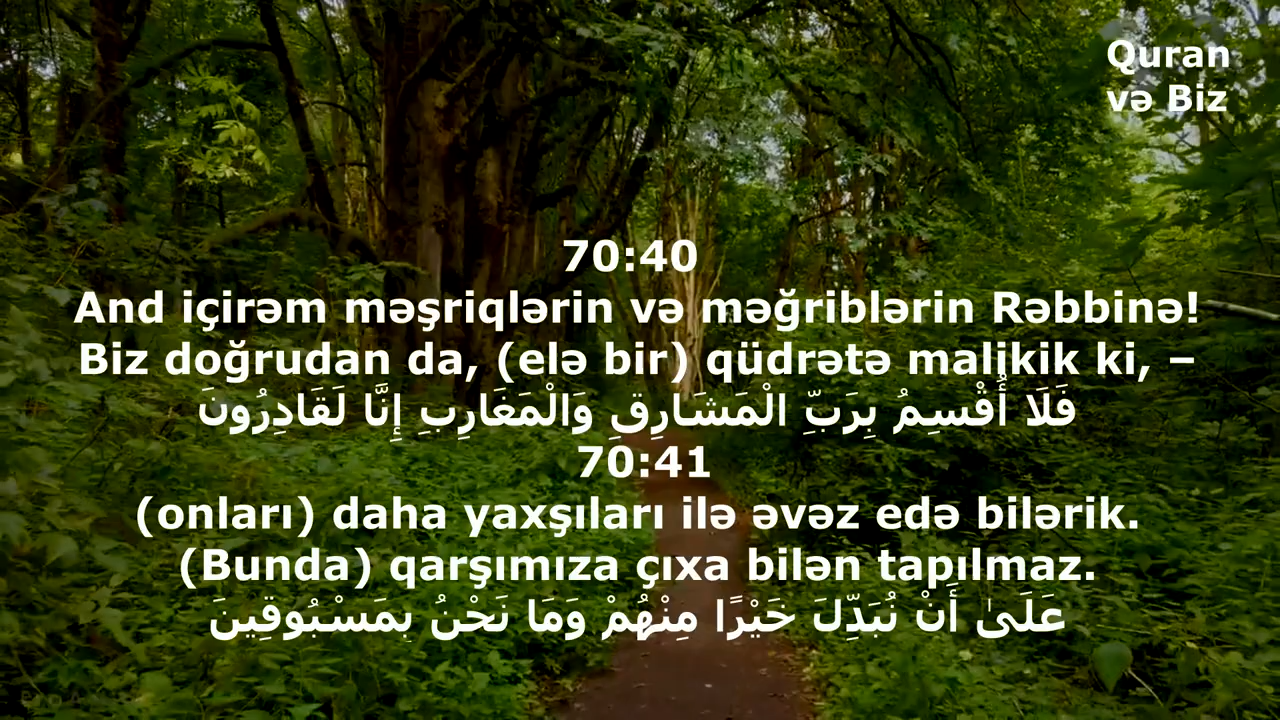 Quran
və Biz
70:40
And içirəm məşriqlərin və məğriblərin Rəbbinə!
Biz doğrudan da, (elə bir) qüdrətə malikik ki, –
فَلَا أُقْسِمُ بِرَبِّ الْمَشَارِقِ وَالْمَغَارِبِ إِنَّا لَقَادِرُونَ
70:41
(onları) daha yaxşıları ilə əvəz edə bilərik.
(Bunda) qarşımıza çıxa bilən tapılmaz.
عَلَىٰ أَنْ نُبَدِّلَ خَيْرًا مِنْهُمْ وَمَا نَحْنُ بِمَسْبُوقِينَ